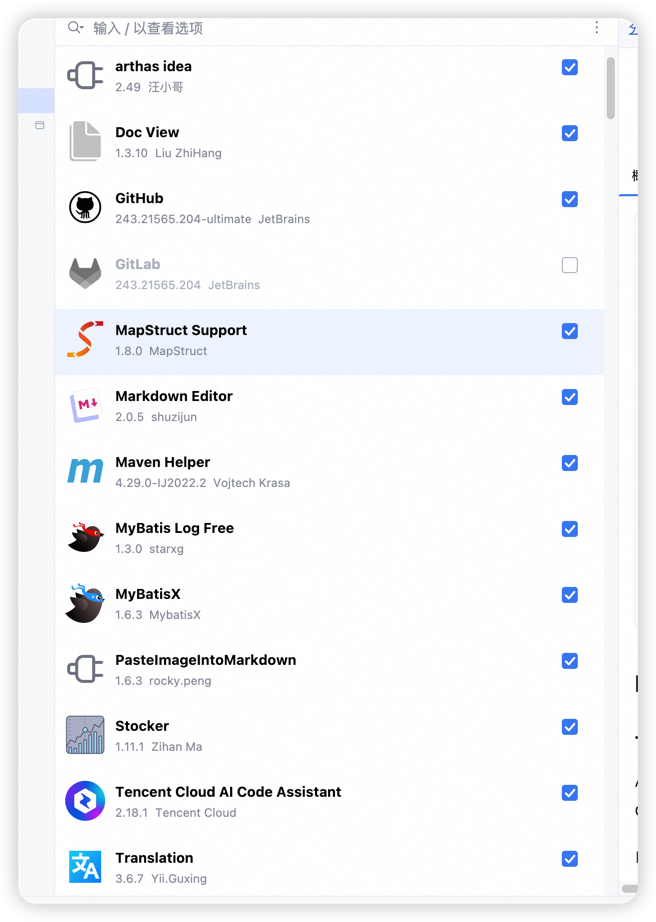 输入 / 以查看选项
arthas idea
2.49 汪小哥
Doc View
1.3.10 Liu ZhiHang
GitHub
243.21565.204-ultimate JetBrains
GitLab
243.21565.204 JetBrains
MapStruct Support
1.8.0 MapStruct
Markdown Editor
2.0.5 shuzijun
Maven Helper
4.29.0-IJ2022.2 Vojtech Krasa
MyBatis Log Free
1.3.0 starxg
MyBatisX
1.6.3 MybatisX
PasteImageIntoMarkdown
1.6.3 rocky.peng
Stocker
1.11.1 Zihan Ma
Tencent Cloud AI Code Assistant
2.18.1 Tencent Cloud
Translation
3.6.7 Yii.Guxing